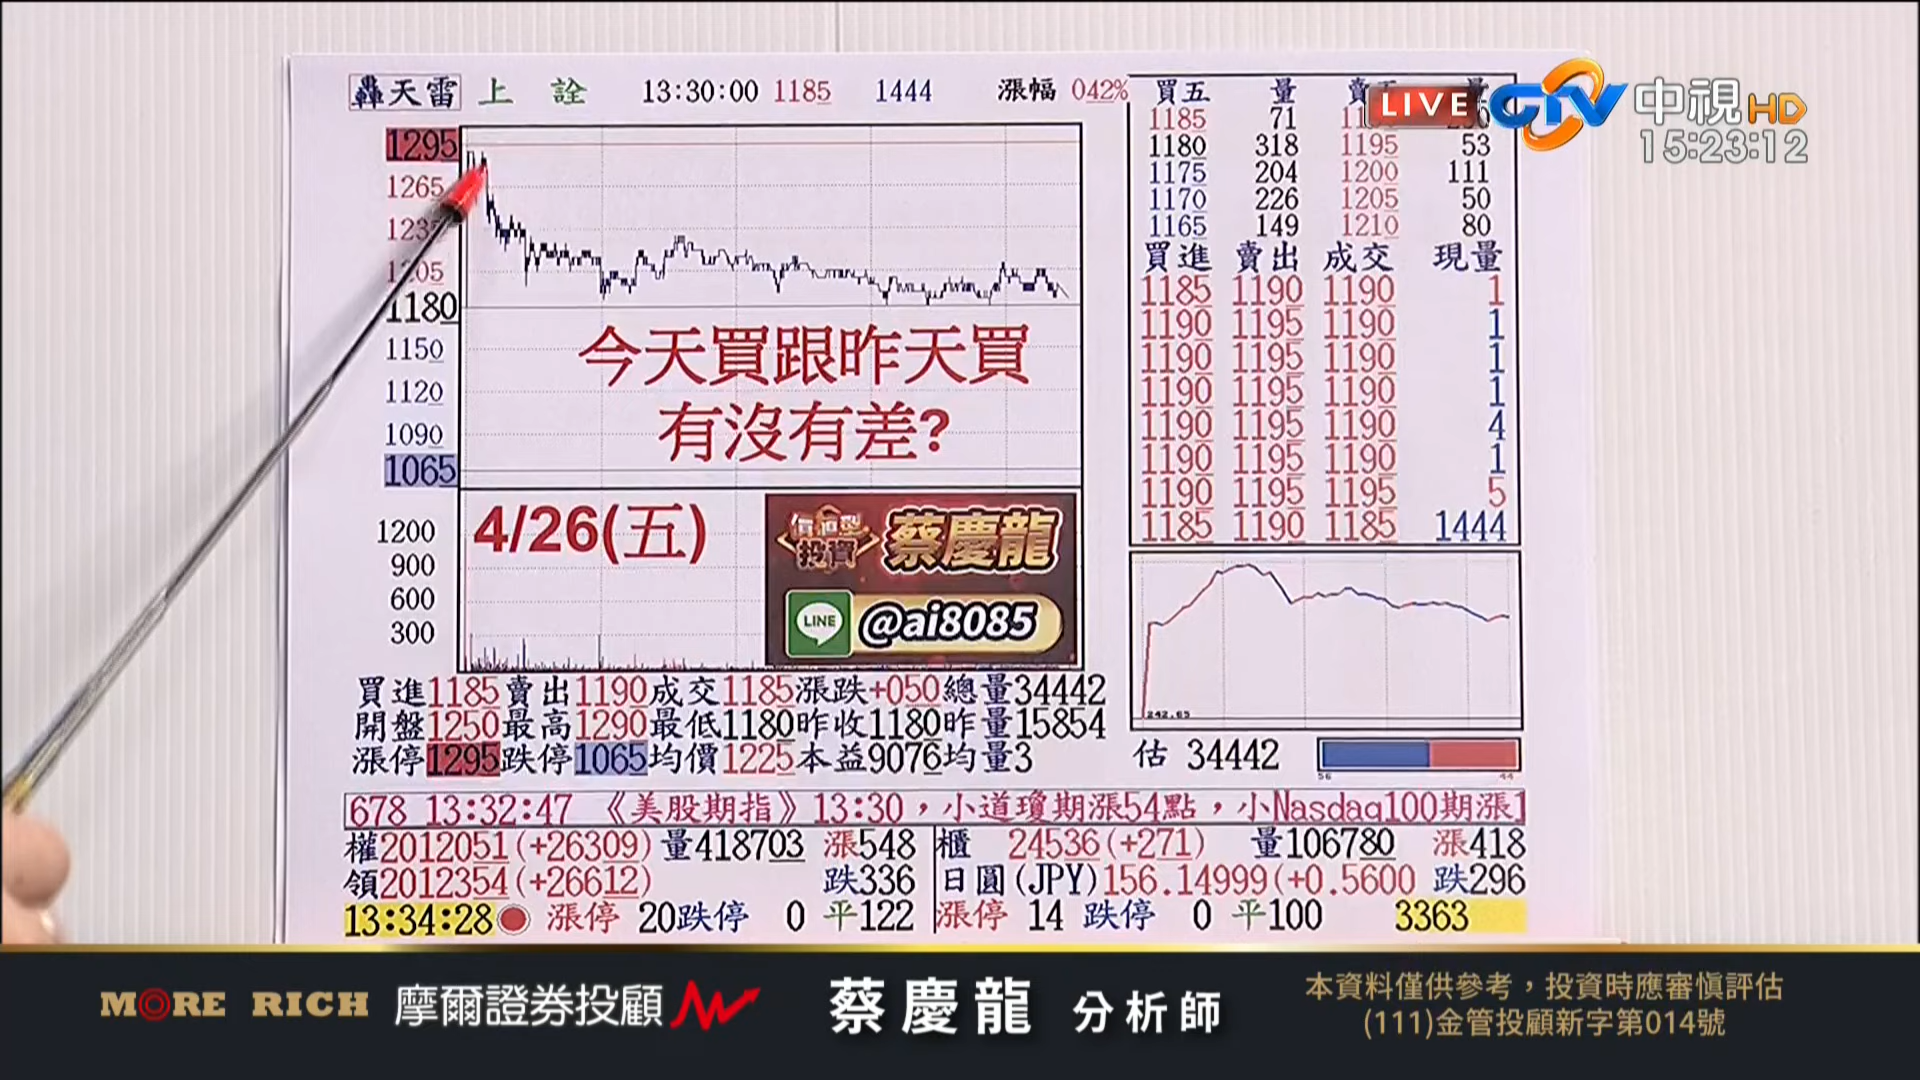 轟天雷 上 詮 13:30:00 1185 1444 漲幅 042%
買五 量 量
1185 71
1180 318 1195 53
1175 204 1200 111
1170 226 1205 50
1165 149 1210 80
LIVE CTV 中視HD
15:23:12
1295
1265
1205
1180
1150
1120
1090
1065
1200
900
600
300
今天買跟昨天買
有沒有差?
4/26(五)
投資
蔡慶龍
LINE @ai8085
買進 賣出 成交 現量
1185 1190 1190 1
1190 1195 1190 1
1190 1195 1190 1
1190 1195 1190 1
1190 1195 1190 4
1190 1195 1190 1
1190 1195 1195 5
1185 1190 1185 1444
242.65
估 34442
56 44
買進1185賣出1190成交1185漲跌+050總量34442
開盤1250最高1290最低1180昨收1180昨量15854
漲停1295跌停1065均價1225本益9076均量3
678 13:32:47 《美股期指》13:30，小道瓊期漲54點，小Nasdaq100期漲1
權2012051(+26309) 量418703 漲548 櫃 24536(+271) 量106780 漲418
領2012354(+26612) 跌336 日圓(JPY)156.14999(+0.5600 跌296
13:34:28 漲停 20跌停 0 平122 漲停 14 跌停 0 平100 3363
MORE RICH 摩爾證券投顧 蔡慶龍 分析師
本資料僅供參考，投資時應審慎評估
(111)金管投顧新字第014號